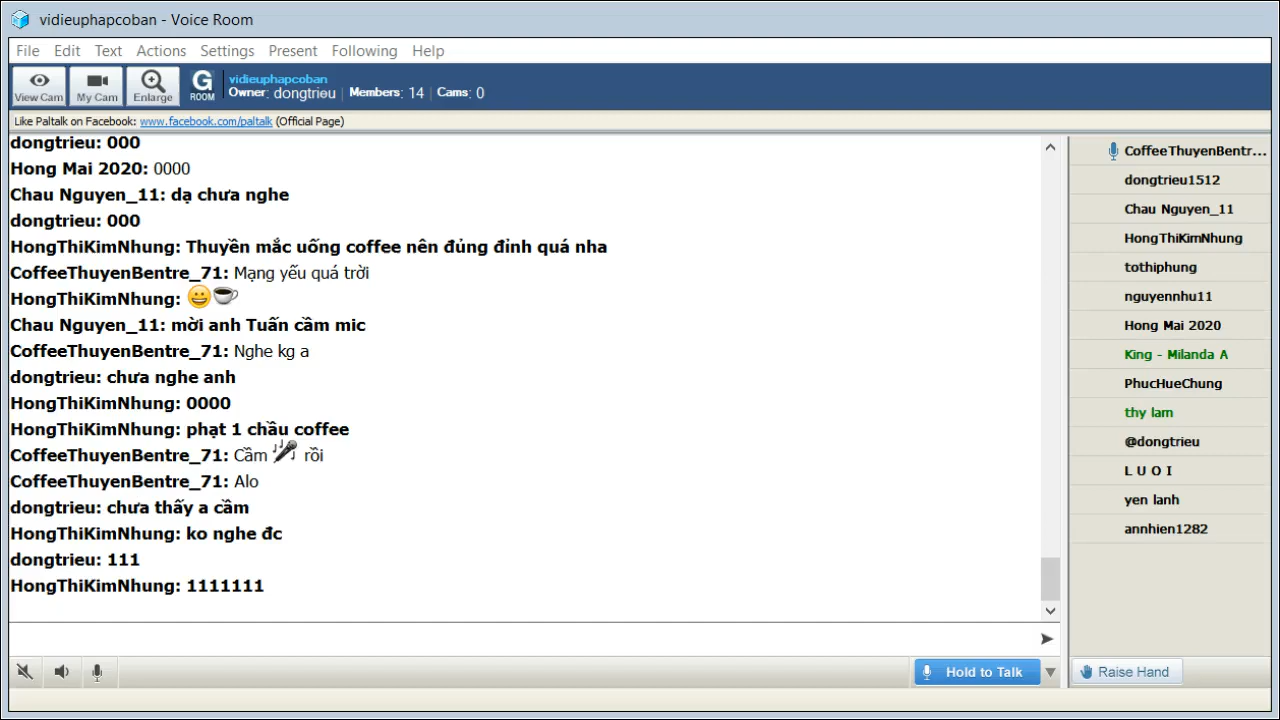 vidieuphapcoban - Voice Room
File Edit Text Actions Settings Present Following Help
View Cam My Cam Enlarge G ROOM
vidieuphapcoban
Owner: dongtrieu | Members: 14 | Cams: 0
Like Paltalk on Facebook: www.facebook.com/paltalk (Official Page)
dongtrieu: 000
Hong Mai 2020: 0000
Chau Nguyen_11: dạ chưa nghe
dongtrieu: 000
HongThiKimNhung: Thuyền mắc uống coffee nên đủng đỉnh quá nha
CoffeeThuyenBentre_71: Mạng yếu quá trời
HongThiKimNhung:
Chau Nguyen_11: mời anh Tuấn cầm mic
CoffeeThuyenBentre_71: Nghe kg a
dongtrieu: chưa nghe anh
HongThiKimNhung: 0000
HongThiKimNhung: phạt 1 chầu coffee
CoffeeThuyenBentre_71: Cầm rồi
CoffeeThuyenBentre_71: Alo
dongtrieu: chưa thấy a cầm
HongThiKimNhung: ko nghe đc
dongtrieu: 111
HongThiKimNhung: 1111111
CoffeeThuyenBentr...
dongtrieu1512
Chau Nguyen_11
HongThiKimNhung
tothiphung
nguyennhu11
Hong Mai 2020
King - Milanda A
PhucHueChung
thy lam
@dongtrieu
L U O I
yen lanh
annhien1282
Hold to Talk
Raise Hand